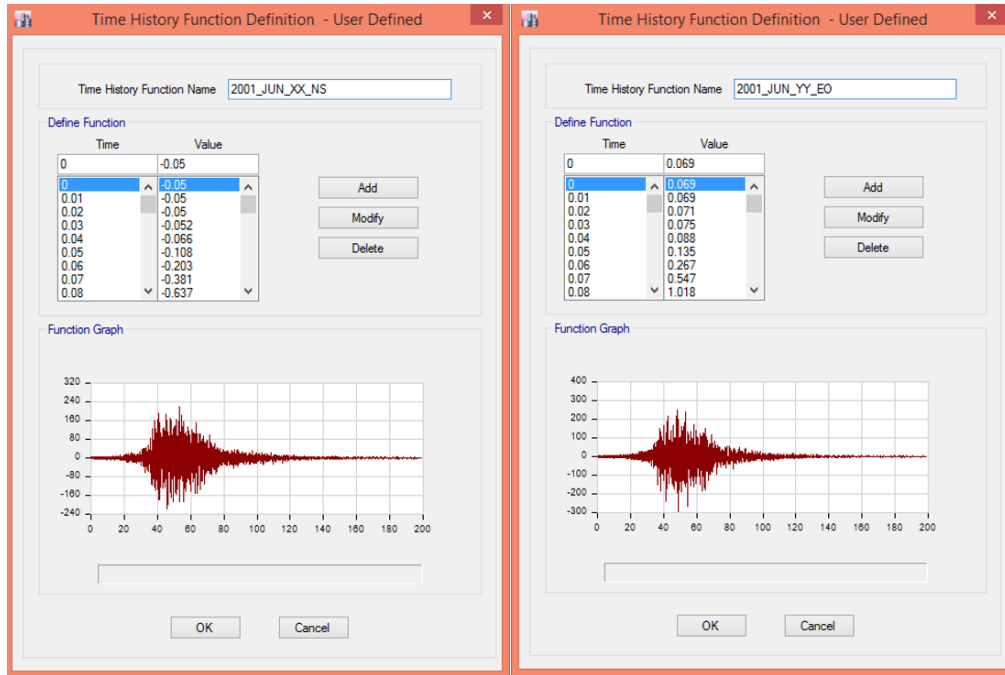 Time History Function Definition - User Defined
Time History Function Name 2001_JUN_XX_NS
Define Function
Time Value
0 -0.05
0 -0.05
0.01 -0.05
0.02 -0.05
0.03 -0.052
0.04 -0.066
0.05 -0.108
0.06 -0.203
0.07 -0.381
0.08 -0.637
Add
Modify
Delete
Function Graph
320
240
160
80
0
-80
-160
-240
0 20 40 60 80 100 120 140 160 180 200
OK Cancel
Time History Function Definition - User Defined
Time History Function Name 2001_JUN_YY_EO
Define Function
Time Value
0 0.069
0 0.069
0.01 0.069
0.02 0.071
0.03 0.075
0.04 0.088
0.05 0.135
0.06 0.267
0.07 0.547
0.08 1.018
Add
Modify
Delete
Function Graph
400
300
200
100
0
-100
-200
-300
0 20 40 60 80 100 120 140 160 180 200
OK Cancel